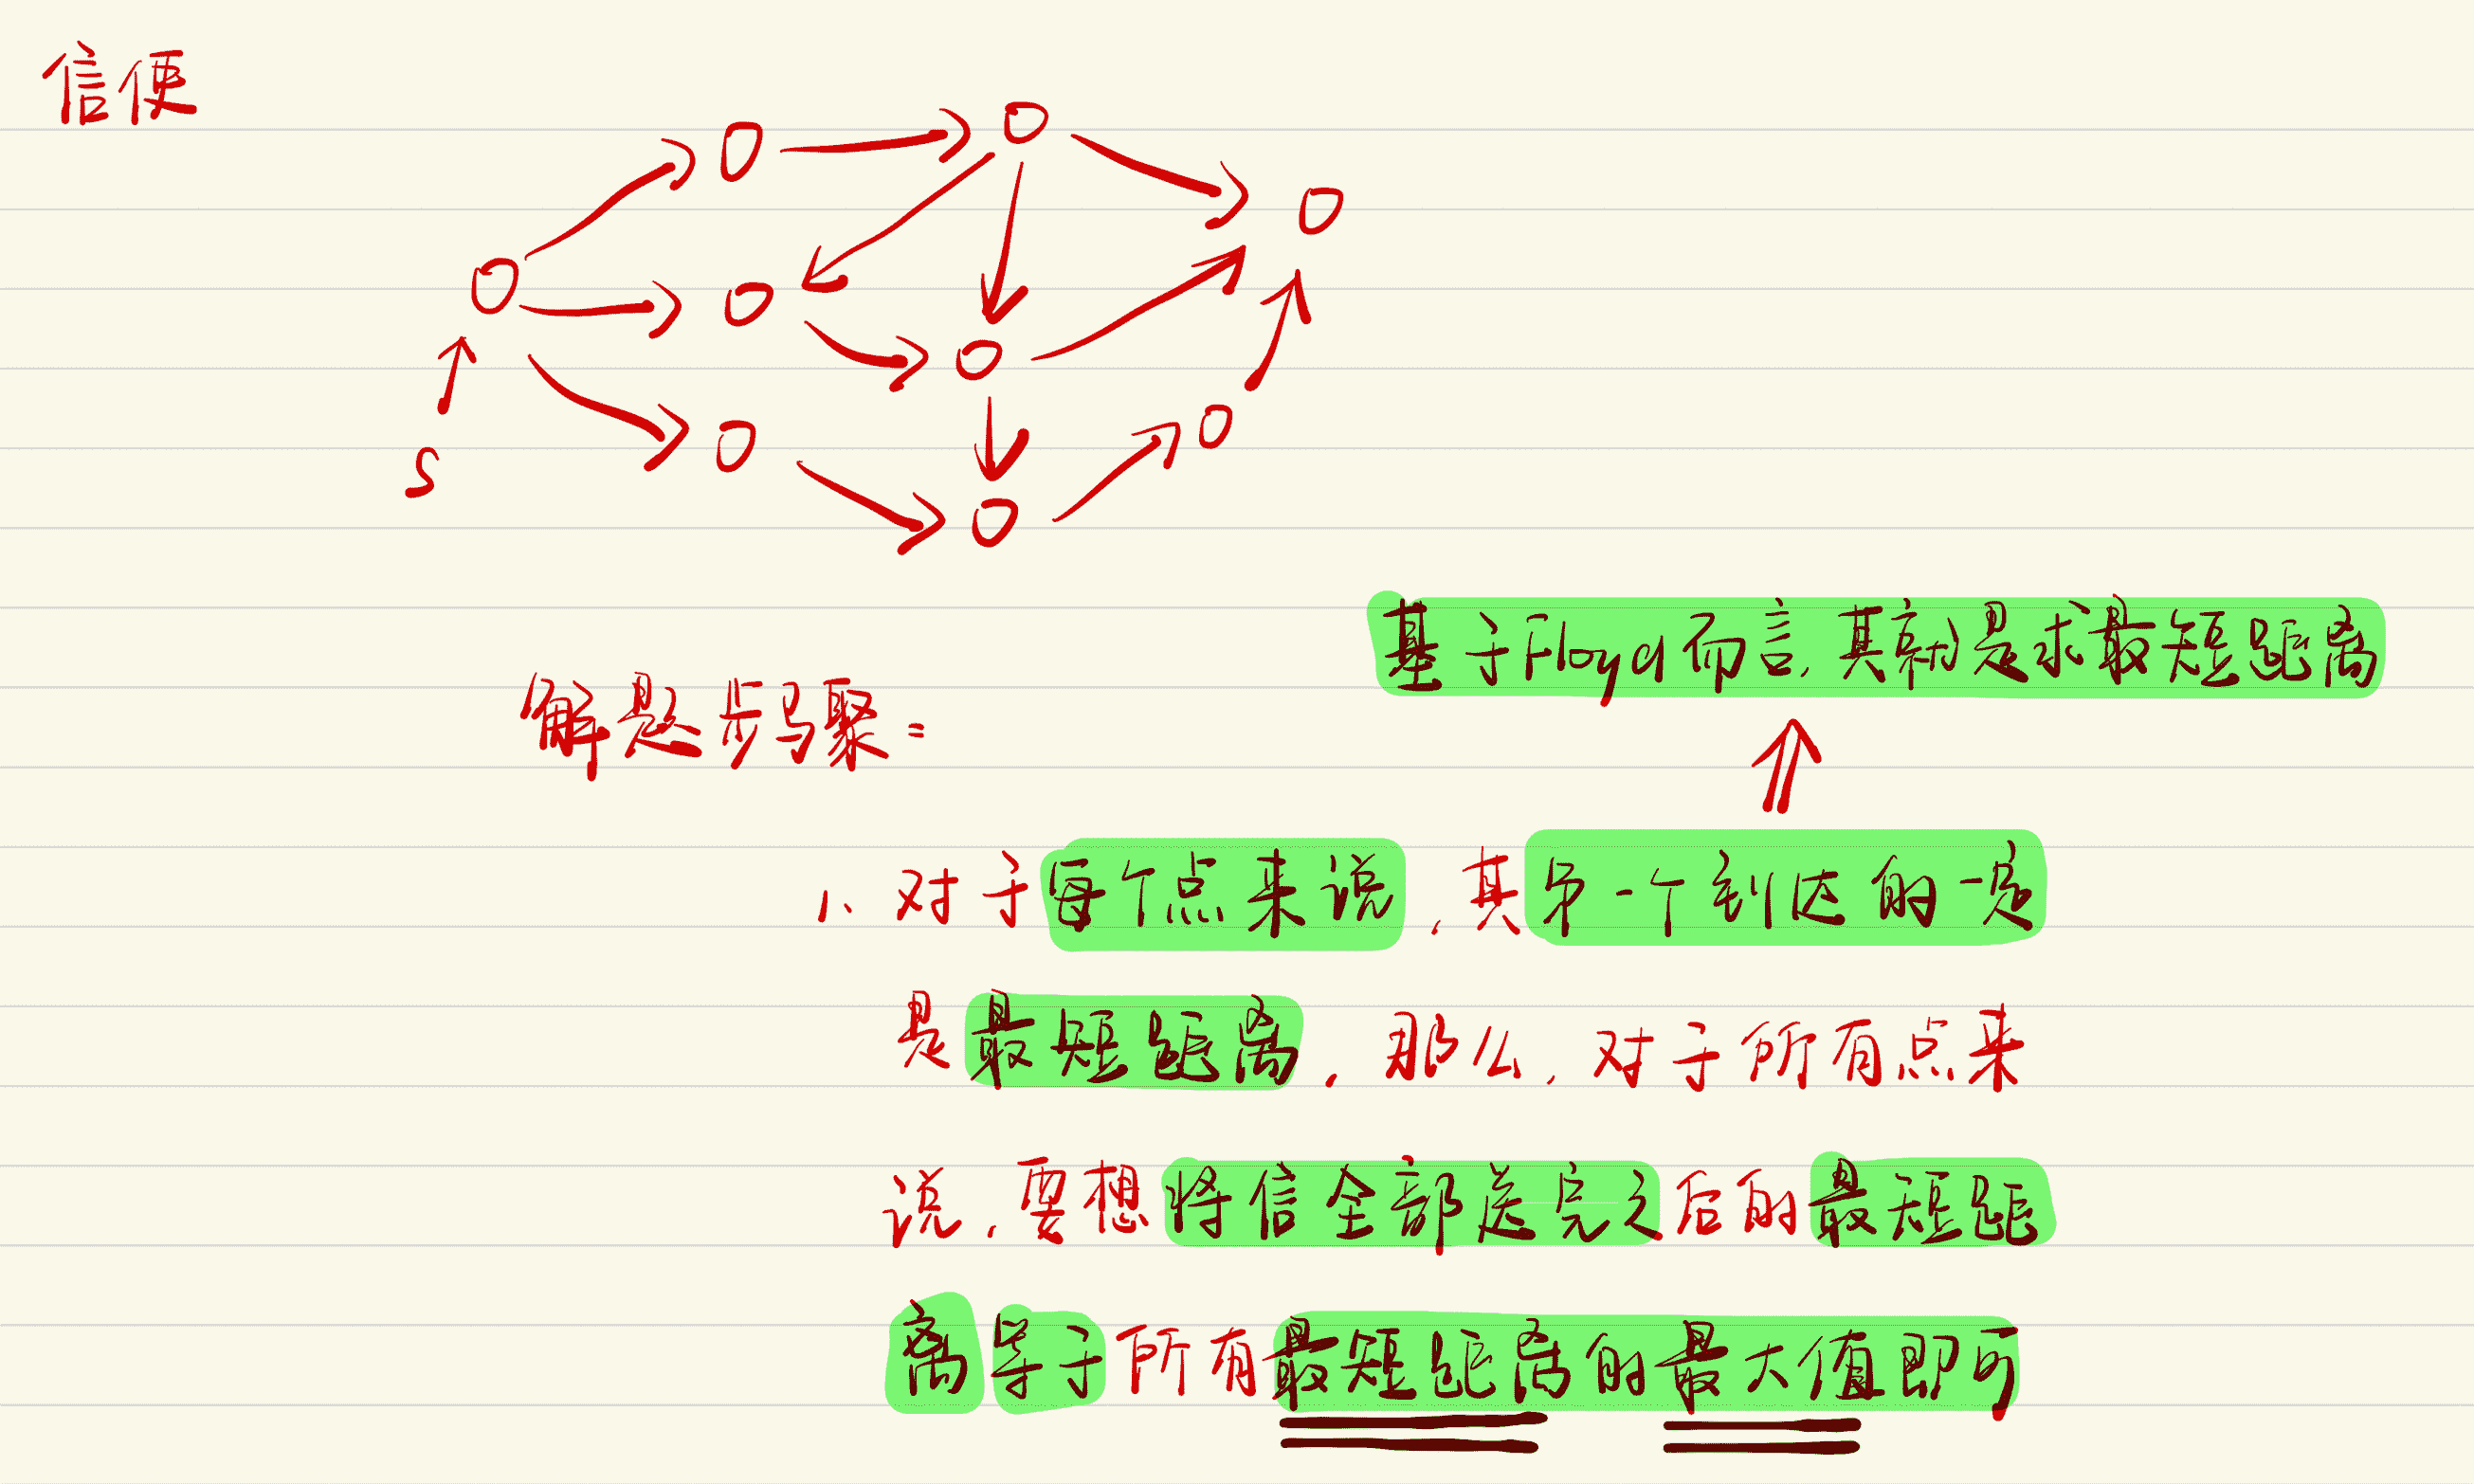 信使
S
基于Floyd而言,其就是求最短距离
解题步骤:
1、对于每个点来说,其第一个到达的一定
是最短距离,那么,对于所有点来
说,要想将信全部送完之后的最短距
离等于所有最短距离的最大值即可